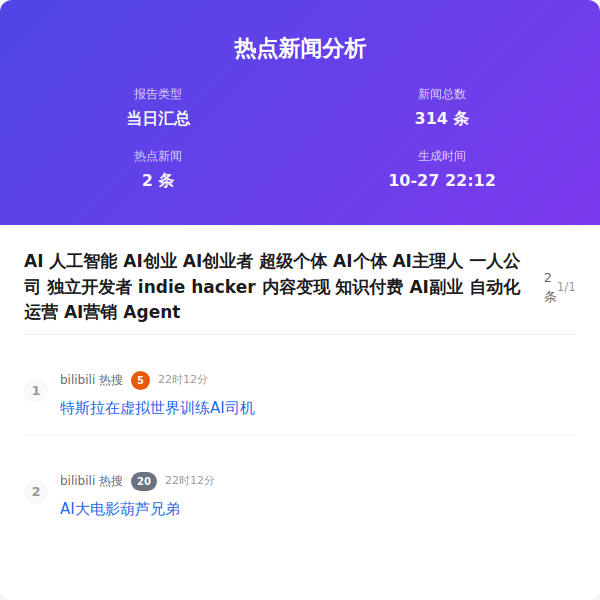 热点新闻分析
报告类型
当日汇总
新闻总数
314 条
热点新闻
2 条
生成时间
10-27 22:12
AI 人工智能 AI创业 AI创业者 超级个体 AI个体 AI主理人 一人公
司 独立开发者 indie hacker 内容变现 知识付费 AI副业 自动化
运营 AI营销 Agent
2
条
1/1
1
bilibili 热搜 5 22时12分
特斯拉在虚拟世界训练AI司机
2
bilibili 热搜 20 22时12分
AI大电影葫芦兄弟